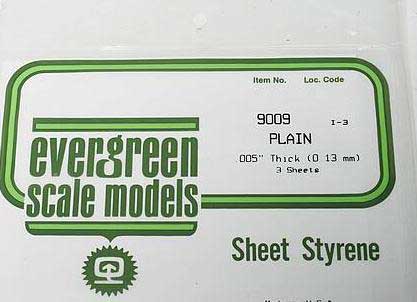 Item No. Loc. Code
9009 I-3
PLAIN
.005" Thick (0 13 mm)
3 Sheets
evergreen
scale models
Sheet Styrene